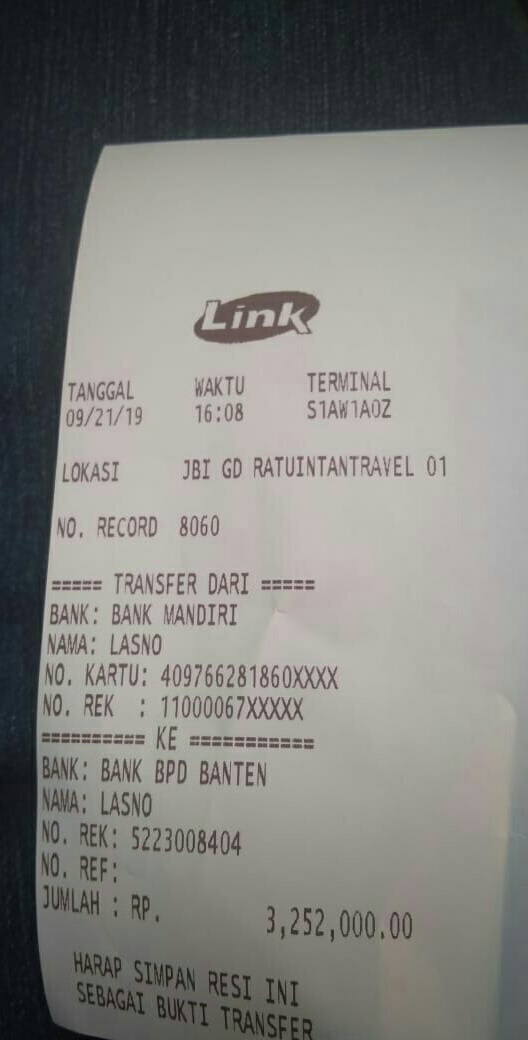 Link
TANGGAL WAKTU TERMINAL
09/21/19 16:08 S1AW1A0Z
LOKASI JBI GD RATUINTANTRAVEL 01
NO. RECORD 8060
===== TRANSFER DARI =====
BANK: BANK MANDIRI
NAMA: LASNO
NO. KARTU: 409766281860XXXX
NO. REK : 11000067XXXXX
========== KE ===========
BANK: BANK BPD BANTEN
NAMA: LASNO
NO. REK: 5223008404
NO. REF:
JUMLAH : RP. 3,252,000.00
HARAP SIMPAN RESI INI
SEBAGAI BUKTI TRANSFER